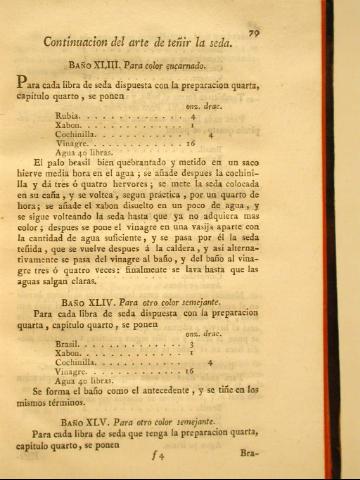 79
Continuacion del arte de teñir la seda.
BAÑO XLIII. Para color encarnado.
Para cada libra de seda dispuesta con la preparacion quarta,
capitulo quarto, se ponen
onz. drac.
Rubia. . . . . . . . . . . . . 4
Xabon. . . . . . . . . . . . . 1
Cochinilla. . . . . . . . . . . . 4
Vinagre. . . . . . . . . . . . 16
Agua 40 libras.
El palo brasil bien quebrantado y metido en un saco
hierve media hora en el agua; se añade despues la cochini-
lla y dá tres ó quatro hervores; se mete la seda colocada
en su caña, y se voltea, segun práctica, por un quarto de
hora; se añade el xabon disuelto en un poco de agua, y
se sigue volteando la seda hasta que ya no adquiera mas
color; despues se pone el vinagre en una vasija aparte con
la cantidad de agua suficiente, y se pasa por él la seda
teñida, que se vuelve despues á la caldera, y asi alterna-
tivamente se pasa del vinagre al baño, y del baño al vina-
gre tres ó quatro veces: finalmente se lava hasta que las
aguas salgan claras.
BAÑO XLIV. Para otro color semejante.
Para cada libra de seda dispuesta con la preparacion
quarta, capitulo quarto, se ponen
onz. drac.
Brasil. . . . . . . . . . . . . 3
Xabon. . . . . . . . . . . . . 1
Cochinilla. . . . . . . . . . . . 4
Vinagre. . . . . . . . . . . . 16
Agua 40 libras.
Se forma el baño como el antecedente, y se tiñe en los
mismos términos.
BAÑO XLV. Para otro color semejante.
Para cada libra de seda que tenga la preparacion quarta,
capitulo quarto, se ponen
f 4 Bra-